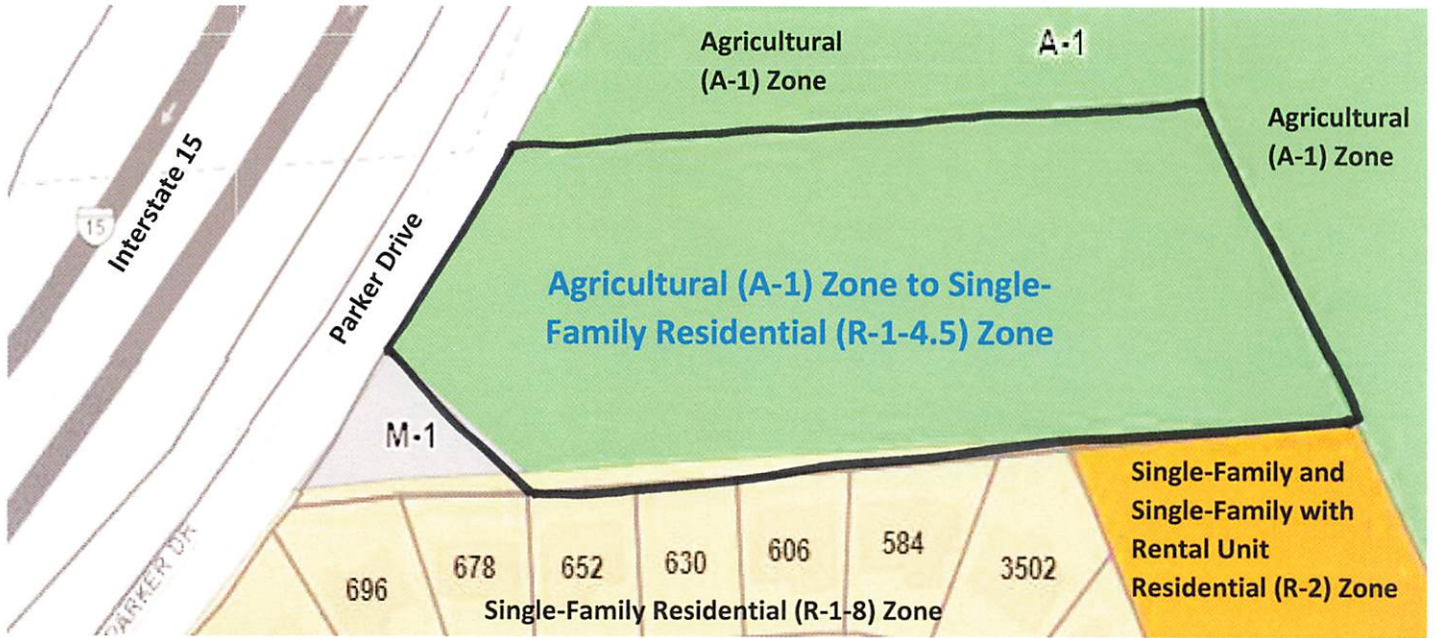 Agricultural
(A-1) Zone
A-1
Agricultural
(A-1) Zone
Interstate 15
15
Parker Drive
Agricultural (A-1) Zone to Single-
Family Residential (R-1-4.5) Zone
M-1
Single-Family and
Single-Family with
Rental Unit
Residential (R-2) Zone
696
678
652
630
606
584
3502
Single-Family Residential (R-1-8) Zone
PARKER DR